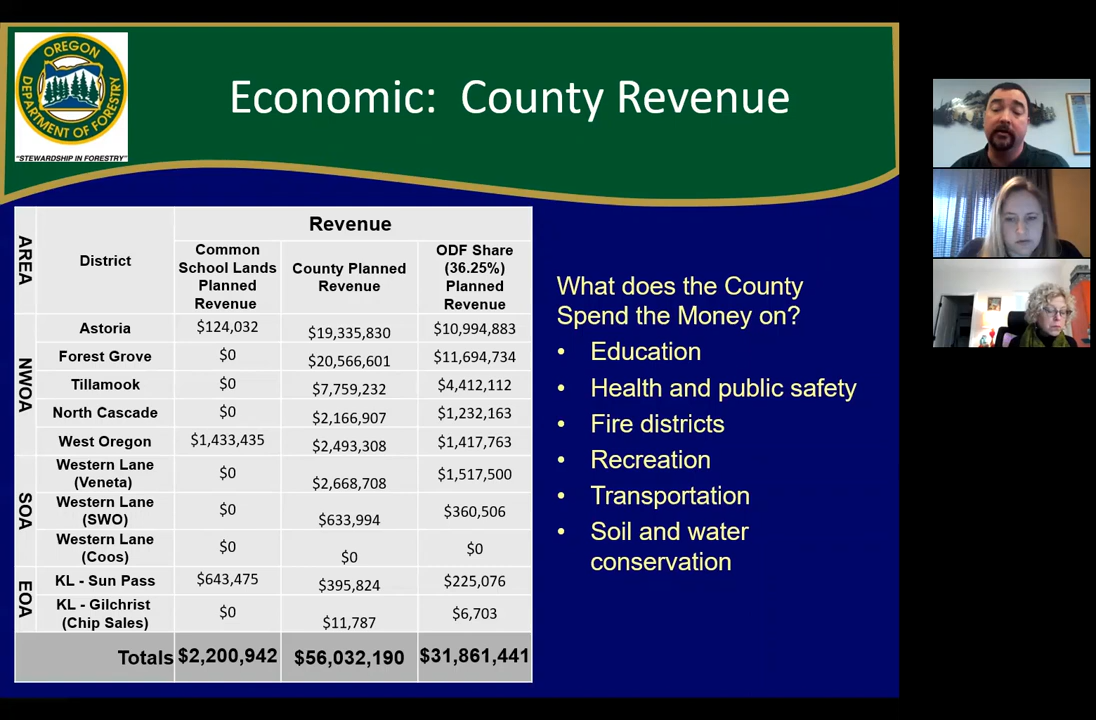 OREGON
DEPARTMENT OF FORESTRY
"STEWARDSHIP IN FORESTRY"
Economic: County Revenue
AREA
District
Revenue
Common
School Lands
Planned
Revenue
County Planned
Revenue
ODF Share
(36.25%)
Planned
Revenue
NWOA
Astoria $124,032 $19,335,830 $10,994,883
Forest Grove $0 $20,566,601 $11,694,734
Tillamook $0 $7,759,232 $4,412,112
North Cascade $0 $2,166,907 $1,232,163
West Oregon $1,433,435 $2,493,308 $1,417,763
SOA
Western Lane
(Veneta) $0 $2,668,708 $1,517,500
Western Lane
(SWO) $0 $633,994 $360,506
Western Lane
(Coos) $0 $0 $0
EOA
KL - Sun Pass $643,475 $395,824 $225,076
KL - Gilchrist
(Chip Sales) $0 $11,787 $6,703
Totals $2,200,942 $56,032,190 $31,861,441
What does the County
Spend the Money on?
• Education
• Health and public safety
• Fire districts
• Recreation
• Transportation
• Soil and water
conservation